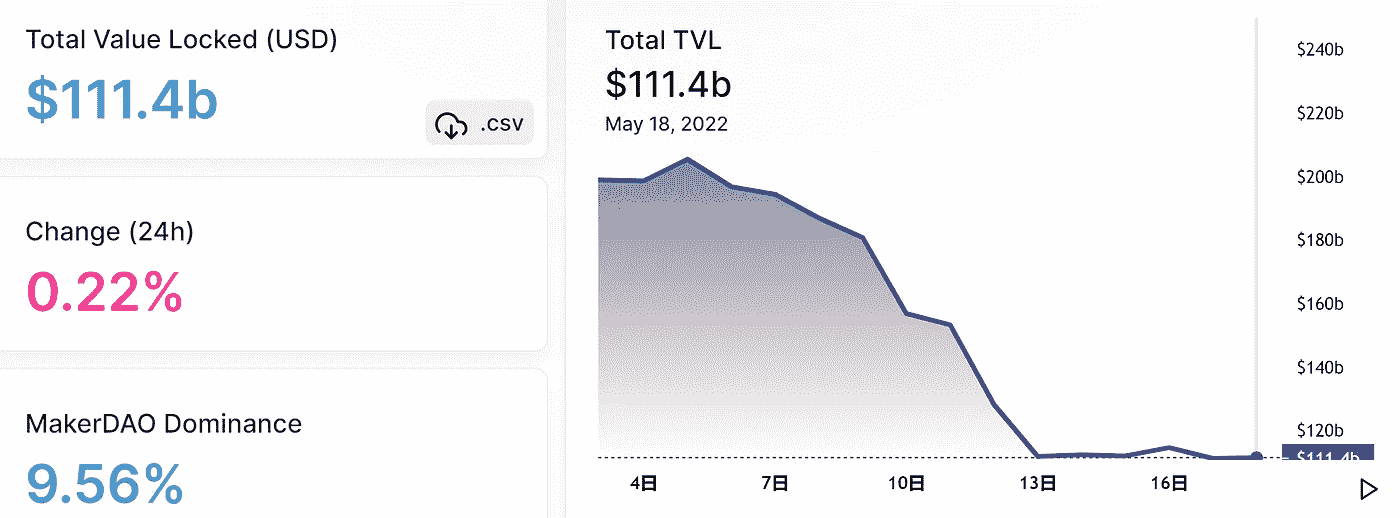 Total Value Locked (USD)
$111.4b
.csv
Change (24h)
0.22%
MakerDAO Dominance
9.56%
Total TVL
$111.4b
May 18, 2022
$240b
$220b
$200b
$180b
$160b
$140b
$120b
$111.4b
4日 7日 10日 13日 16日